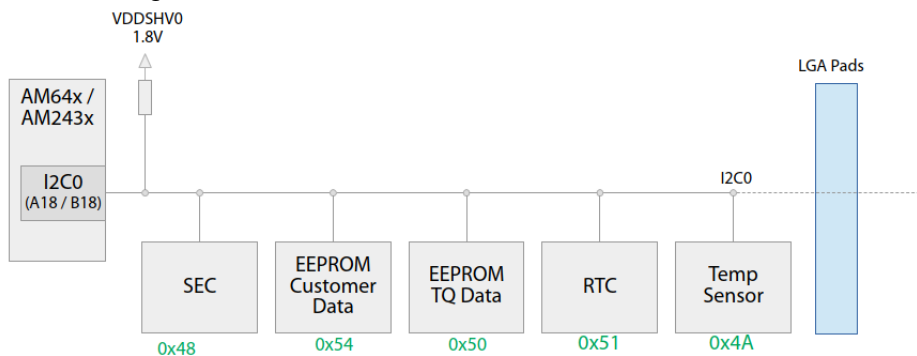 VDDSHV0
1.8V
LGA Pads
AM64x /
AM243x
I2C0
(A18 / B18)
I2C0
SEC
EEPROM
Customer
Data
EEPROM
TQ Data
RTC
Temp
Sensor
0x48
0x54
0x50
0x51
0x4A